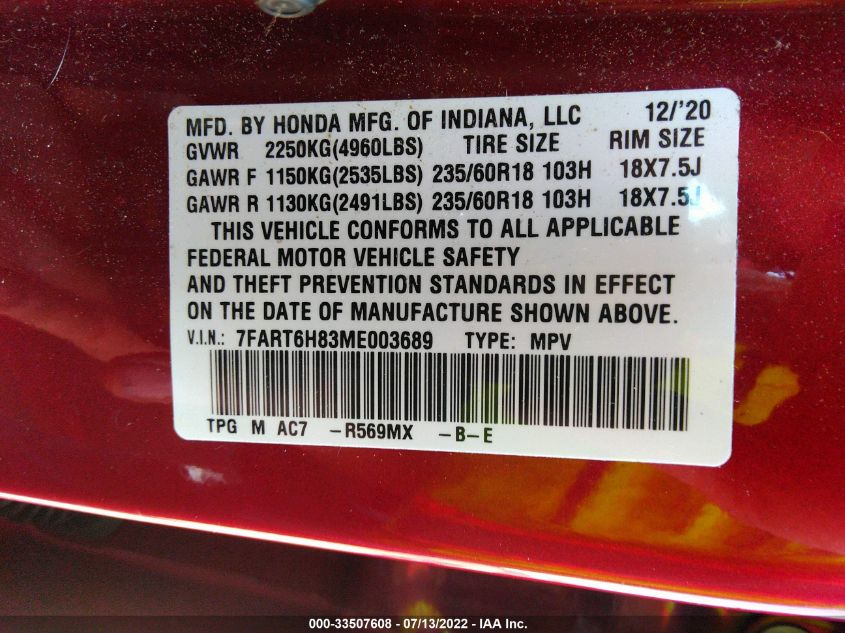 MFD. BY HONDA MFG. OF INDIANA, LLC 12/'20
GVWR 2250KG(4960LBS) TIRE SIZE RIM SIZE
GAWR F 1150KG(2535LBS) 235/60R18 103H 18X7.5J
GAWR R 1130KG(2491LBS) 235/60R18 103H 18X7.5J
THIS VEHICLE CONFORMS TO ALL APPLICABLE
FEDERAL MOTOR VEHICLE SAFETY
AND THEFT PREVENTION STANDARDS IN EFFECT
ON THE DATE OF MANUFACTURE SHOWN ABOVE.
V.I.N.: 7FART6H83ME003689 TYPE: MPV
TPG M AC7 -R569MX -B-E
000-33507608 - 07/13/2022 - IAA Inc.